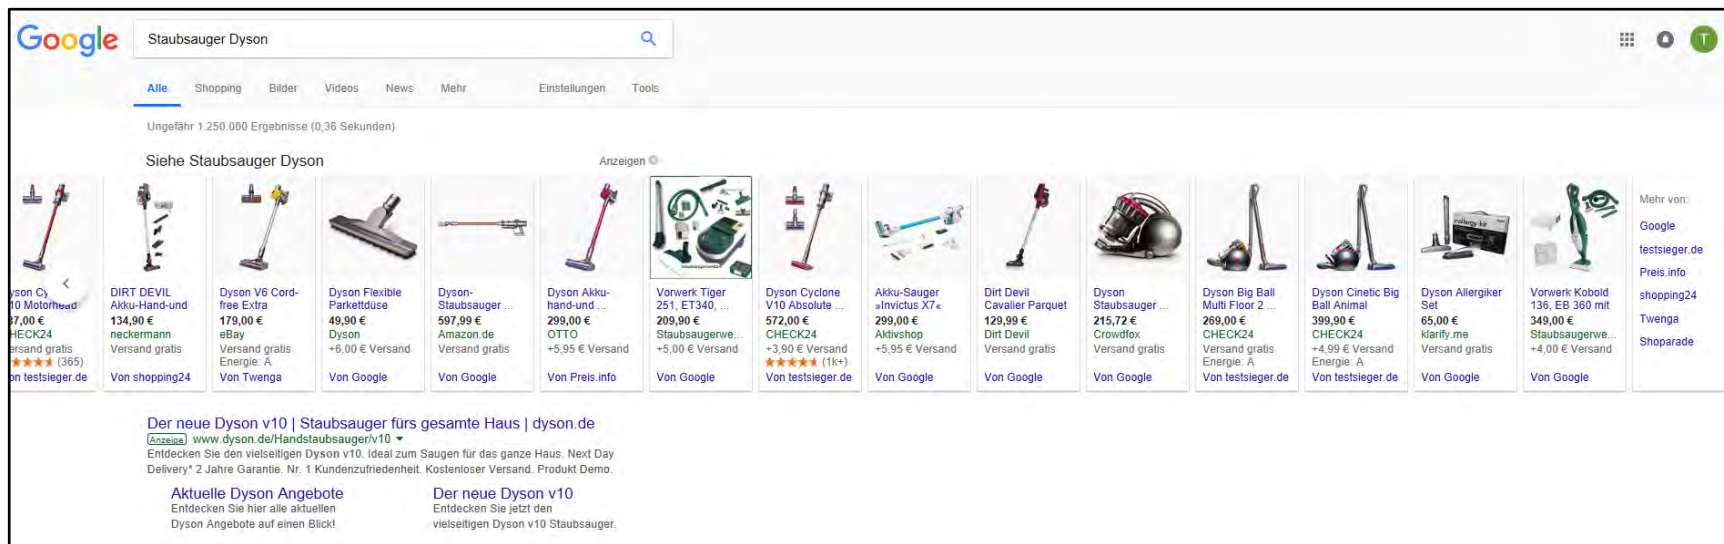 Google
Staubsauger Dyson
T
Alle Shopping Bilder Videos News Mehr Einstellungen Tools
Ungefähr 1.250.000 Ergebnisse (0,36 Sekunden)
Siehe Staubsauger Dyson
Anzeigen
yson Cy
10 Motorhead
37,00 €
HECK24
ersand gratis
(365)
on testsieger.de
DIRT DEVIL
Akku-Hand-und
134,90 €
neckermann
Versand gratis
Von shopping24
Dyson V6 Cord-
free Extra
179,00 €
eBay
Versand gratis
Energie: A
Von Twenga
Dyson Flexible
Parkettdüse
49,90 €
Dyson
+6,00 € Versand
Von Google
Dyson-
Staubsauger ...
597,99 €
Amazon.de
Versand gratis
Von Google
Dyson Akku-
hand-und ...
299,00 €
OTTO
+5,95 € Versand
Von Preis.info
Vorwerk Tiger
251, ET340, ...
209,90 €
Staubsaugerwe...
+5,00 € Versand
Von Google
Dyson Cyclone
V10 Absolute ...
572,00 €
CHECK24
+3,90 € Versand
(1k+)
Von testsieger.de
Akku-Sauger
»Invictus X7«
299,00 €
Aktivshop
+5,95 € Versand
Von Google
Dirt Devil
Cavalier Parquet
129,99 €
Dirt Devil
Versand gratis
Von Google
Dyson
Staubsauger ...
215,72 €
Crowdfox
Versand gratis
Von Google
Dyson Big Ball
Multi Floor 2 ...
269,00 €
CHECK24
Versand gratis
Energie: A
Von testsieger.de
Dyson Cinetic Big
Ball Animal
399,90 €
CHECK24
+4,99 € Versand
Energie: A
Von testsieger.de
Dyson Allergiker
Set
65,00 €
klarify.me
Versand gratis
Von Google
Vorwerk Kobold
136, EB 360 mit
349,00 €
Staubsaugerwe...
+4,00 € Versand
Von Google
Mehr von:
Google
testsieger.de
Preis.info
shopping24
Twenga
Shoparade
Der neue Dyson v10 | Staubsauger fürs gesamte Haus | dyson.de
Anzeige www.dyson.de/Handstaubsauger/v10
Entdecken Sie den vielseitigen Dyson v10. Ideal zum Saugen für das ganze Haus. Next Day
Delivery* 2 Jahre Garantie. Nr. 1 Kundenzufriedenheit. Kostenloser Versand. Produkt Demo.
Aktuelle Dyson Angebote
Entdecken Sie hier alle aktuellen
Dyson Angebote auf einen Blick!
Der neue Dyson v10
Entdecken Sie jetzt den
vielseitigen Dyson v10 Staubsauger.